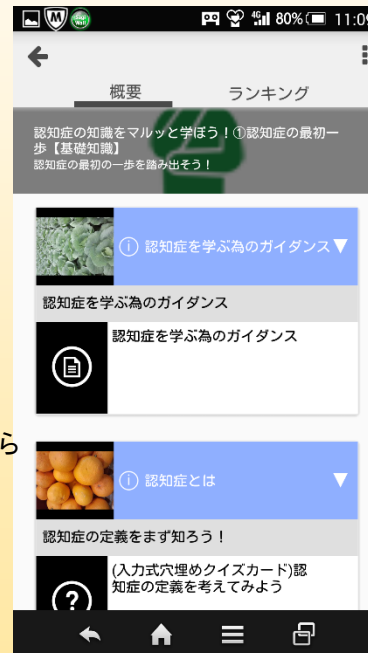 4G 80% 11:09
概要 ランキング
認知症の知識をマルッと学ぼう！①認知症の最初一
歩【基礎知識】
認知症の最初の一歩を踏み出そう！
認知症を学ぶ為のガイダンス▼
認知症を学ぶ為のガイダンス
認知症を学ぶ為のガイダンス
ら
認知症とは ▼
認知症の定義をまず知ろう！
(入力式穴埋めクイズカード)認
知症の定義を考えてみよう